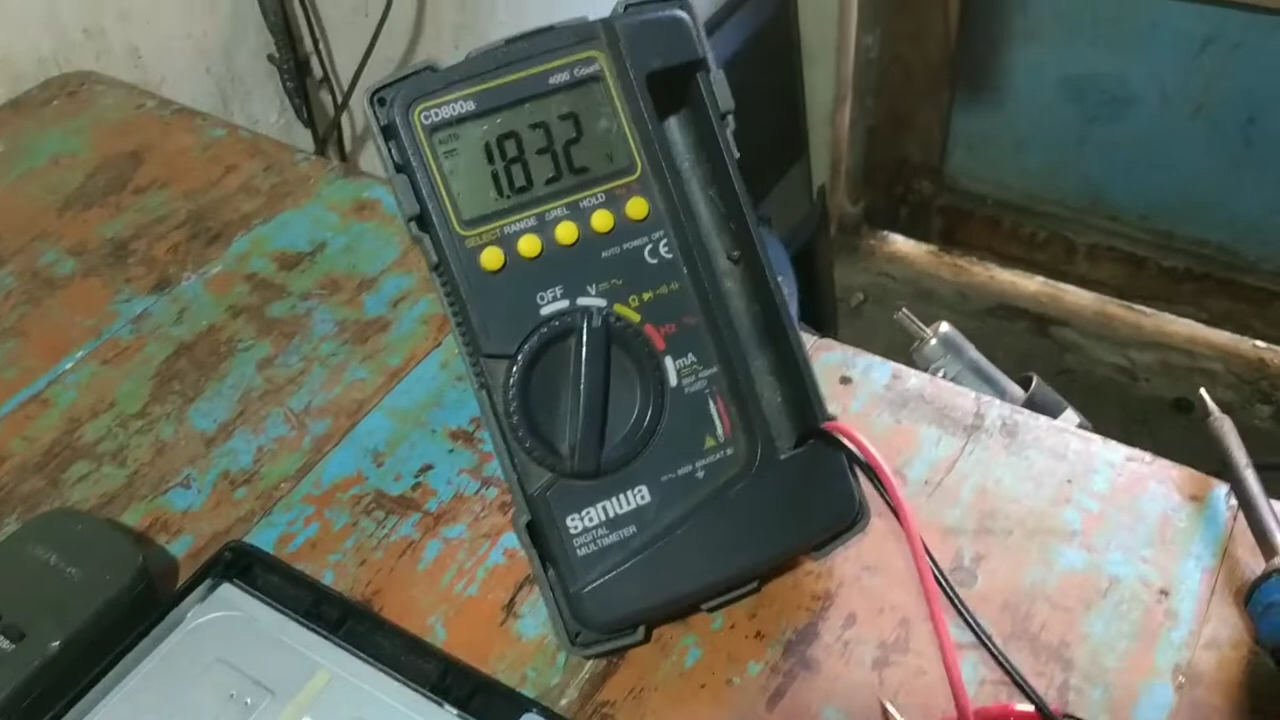 4000 Count
CD800a
AUTO
1.832
V
SELECT RANGE ΔREL HOLD
AUTO POWER OFF
CE
OFF V Ω
Hz
mA
sanwa
DIGITAL
MULTIMETER